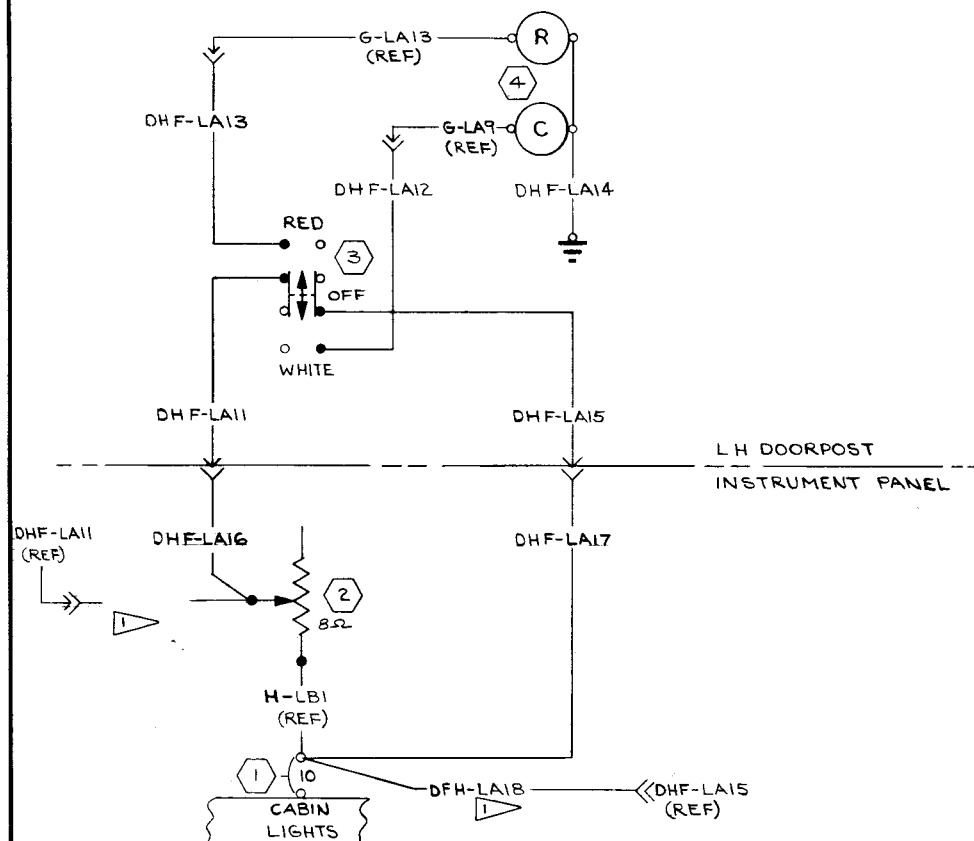 G-LA13
(REF)
R
4
DHF-LA13
G-LA9
(REF)
C
DHF-LA12
DHF-LA14
RED
3
OFF
WHITE
DHF-LA11
DHF-LA15
LH DOORPOST
INSTRUMENT PANEL
DHF-LA11
(REF)
DHF-LA16
DHF-LA17
2
1
8Ω
H-LB1
(REF)
1
10
DFH-LA18
1
DHF-LA15
(REF)
CABIN
LIGHTS